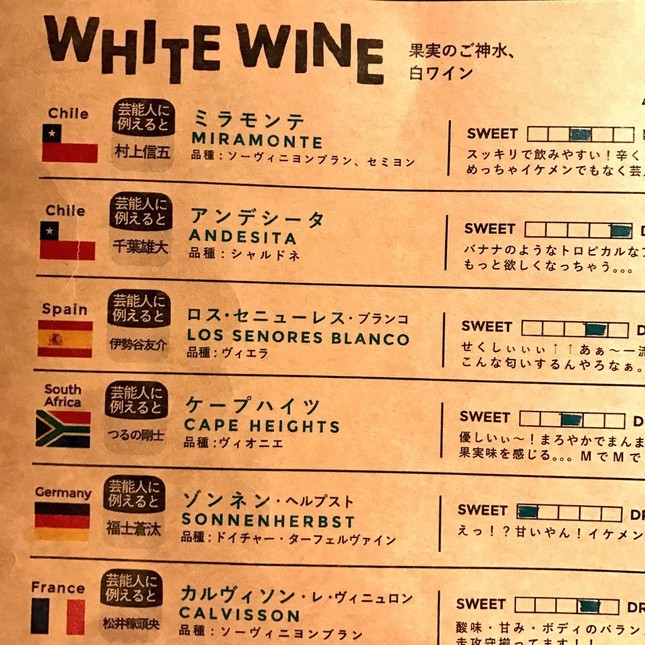 WHITE WINE
果実のご神水、
白ワイン
Chile
芸能人に
例えると
村上信五
ミラモンテ
MIRAMONTE
品種：ソーヴィニヨンブラン、セミヨン
SWEET
スッキリで飲みやすい！辛く
めっちゃイケメンでもなく芸
Chile
芸能人に
例えると
千葉雄大
アンデシータ
ANDESITA
品種：シャルドネ
SWEET D
バナナのようなトロピカルな
もっと欲しくなっちゃう。。。
Spain
芸能人に
例えると
伊勢谷友介
ロス・セニューレス・ブランコ
LOS SENORES BLANCO
品種：ヴィエラ
SWEET D
せくしぃぃぃ↑↑あぁ〜一流
こんな匂いするんやろなぁ。
South
Africa
芸能人に
例えると
つるの剛士
ケープハイツ
CAPE HEIGHTS
品種：ヴィオニエ
SWEET D
優しいぃ〜！まろやかでまんま
果実味を感じる。。。MでMで
Germany
芸能人に
例えると
福士蒼汰
ゾンネン・ヘルプスト
SONNENHERBST
品種：ドイチャー・ターフェルヴァイン
SWEET DR
えっ！？甘いやん！イケメン
France
芸能人に
例えると
松井稼頭央
カルヴィソン・レ・ヴィニュロン
CALVISSON
品種：ソーヴィニヨンブラン
SWEET DR
酸味・甘み・ボディのバラン
走攻守揃ってます！！